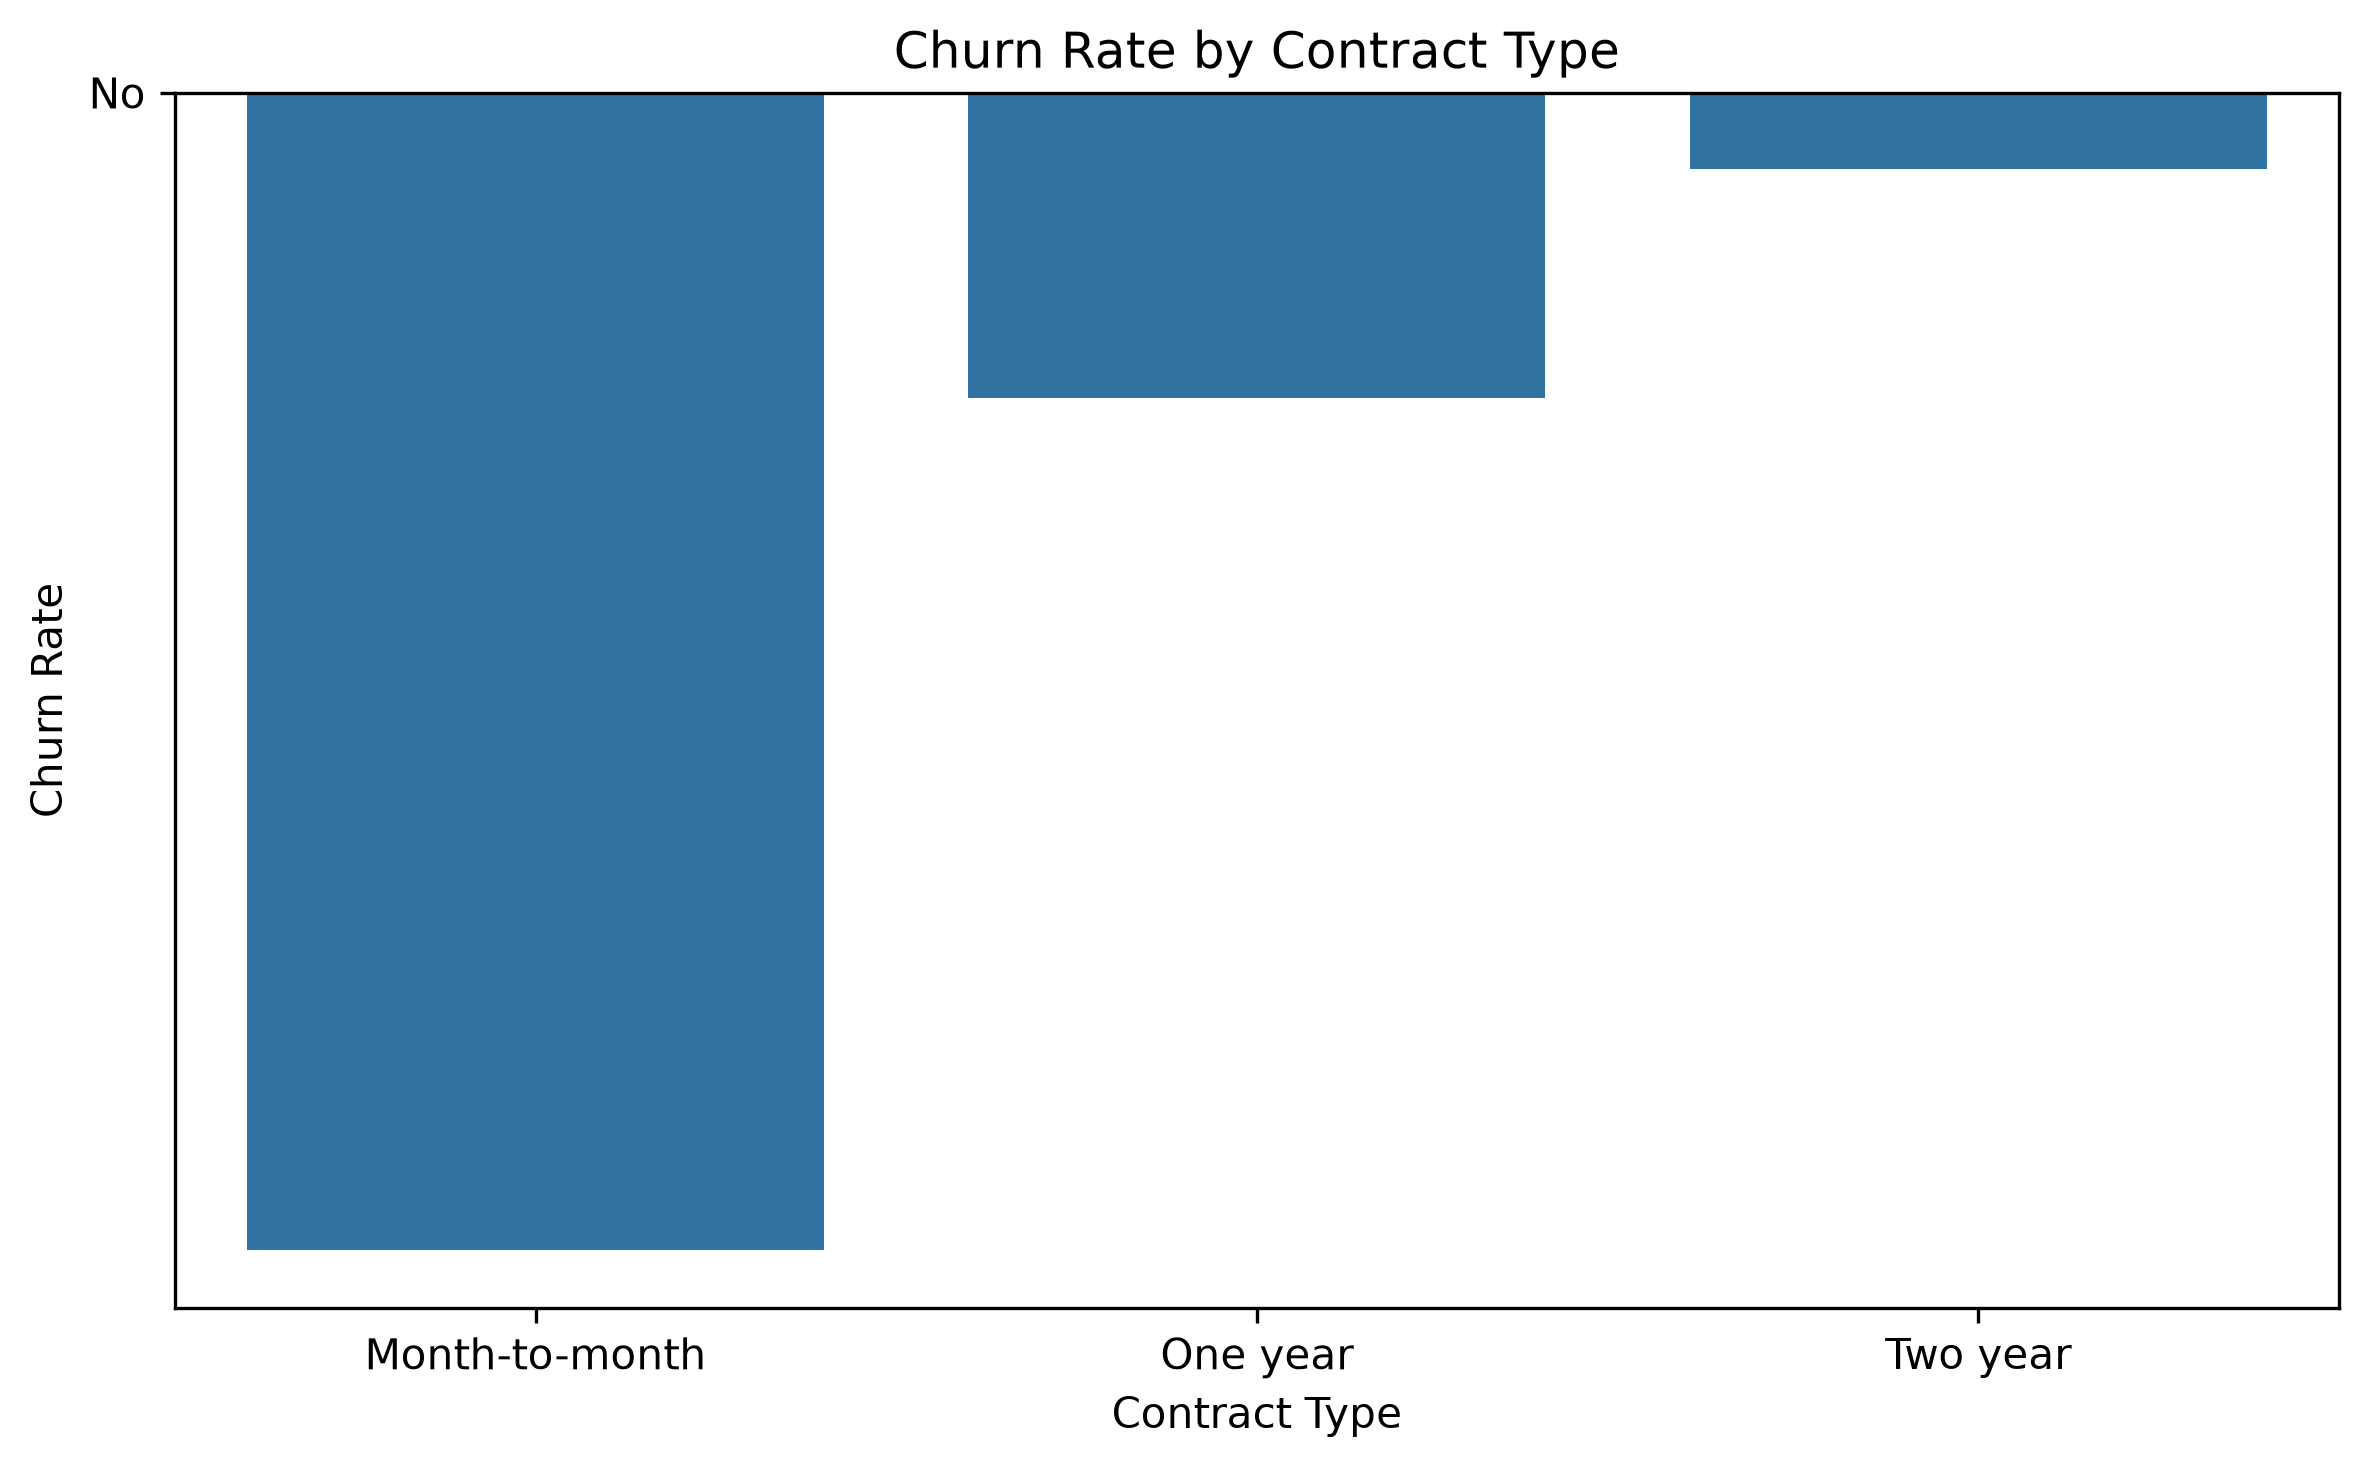 Churn Rate by Contract Type
No
Churn Rate
Month-to-month
One year
Two year
Contract Type